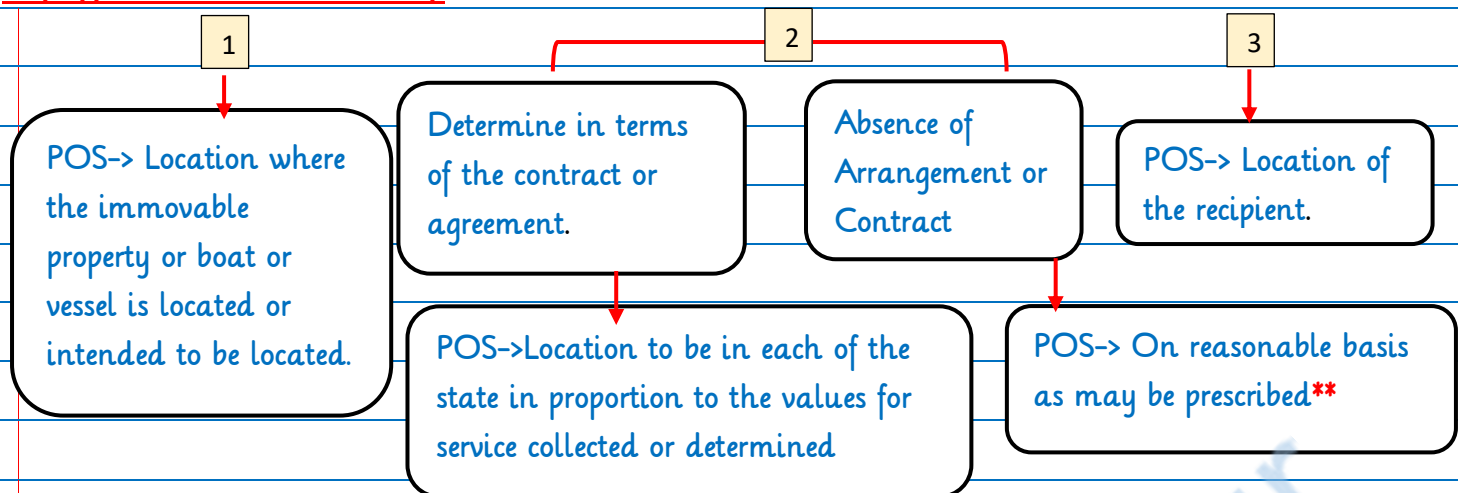 1
2
3
POS-> Location where
the immovable
property or boat or
vessel is located or
intended to be located.
Determine in terms
of the contract or
agreement.
Absence of
Arrangement or
Contract
POS-> Location of
the recipient.
POS->Location to be in each of the
state in proportion to the values for
service collected or determined
POS-> On reasonable basis
as may be prescribed**